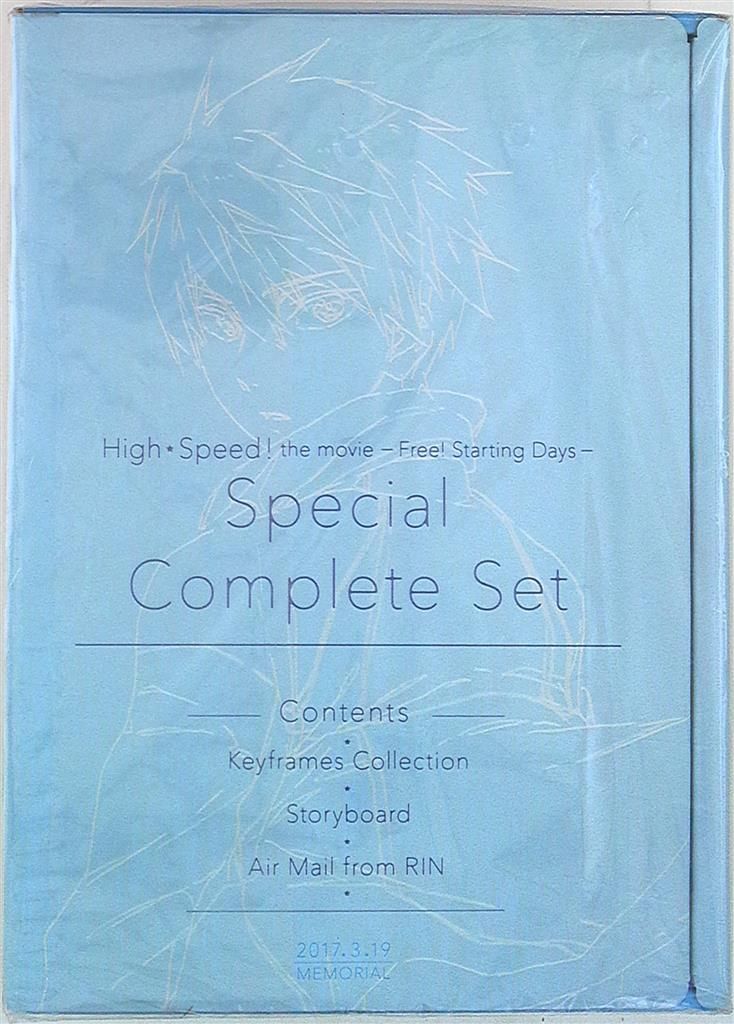 High★Speed! the movie – Free! Starting Days –
Special
Complete Set
Contents
★
Keyframes Collection
★
Storyboard
★
Air Mail from RIN
★
2017.3.19
MEMORIAL